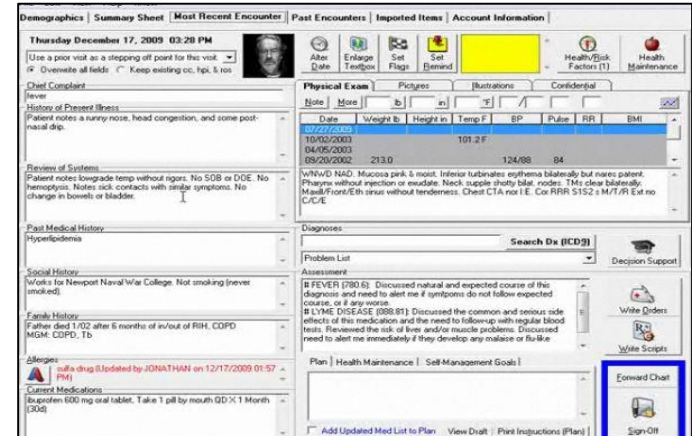 Demographics Summary Sheet Most Recent Encounter Past Encounters Imported Items Account Information
Thursday December 17, 2009 03:28 PM
Use a prior visit as a stepping off point for this visit.
Overwrite all fields Keep existing cc, hpi, & ros
Alter Date
Enlarge Textbox
Set Flags
Set Remind
Health/Risk Factors (1)
Health Maintenance
Chief Complaint
fever
History of Present Illness
Patient notes a runny nose, head congestion, and some post-
nasal drip.
Review of Systems
Patient notes lowgrade temp without rigors. No SOB or DOE. No
hemoptysis. Notes sick contacts with similar symptoms. No
change in bowels or bladder.
Past Medical History
Hyperlipidemia
Social History
Works for Newport Naval War College. Not smoking (never
smoked).
Family History
Father died 1/02 after 6 months of in/out of RIH, COPD
MGM: COPD, Tb
Allergies
sulfa drug (Updated by JONATHAN on 12/17/2009 01:57
PM)
Current Medications
ibuprofen 600 mg oral tablet, Take 1 pill by mouth QD X 1 Month
(30d)
Physical Exam Pictures Illustrations Confidential
Note More lb in °F /
Date Weight lb Height in Temp F BP Pulse RR BMI
07/27/2009
10/02/2003 101.2 F
04/05/2003
09/20/2002 213.0 124/88 84
WNWD NAD. Mucosa pink & moist. Inferior turbinates erythema bilaterally but nares patent.
Pharynx without injection or exudate. Neck supple shotty bilat. nodes. TMs clear bilaterally.
Maxill/Front/Eth sinus without tenderness. Chest CTA nor I:E. Cor RRR S1S2 s M/T/R Ext no
C/C/E
Diagnoses
Search Dx (ICD9)
Problem List
Decision Support
Assessment
# FEVER (780.6): Discussed natural and expected course of this
diagnosis and need to alert me if symtpoms do not follow expected
course, or if any worse.
# LYME DISEASE (088.81): Discussed the common and serious side
effects of this medication and the need to follow-up with regular blood
tests. Reviewed the risk of liver and/or muscle problems. Discussed
need to alert me immediately if they develop any malaise or flu-like
Write Orders
Write Scripts
Plan Health Maintenance Self-Management Goals
Forward Chart
Sign-Off
Add Updated Med List to Plan View Draft Print Instructions (Plan)